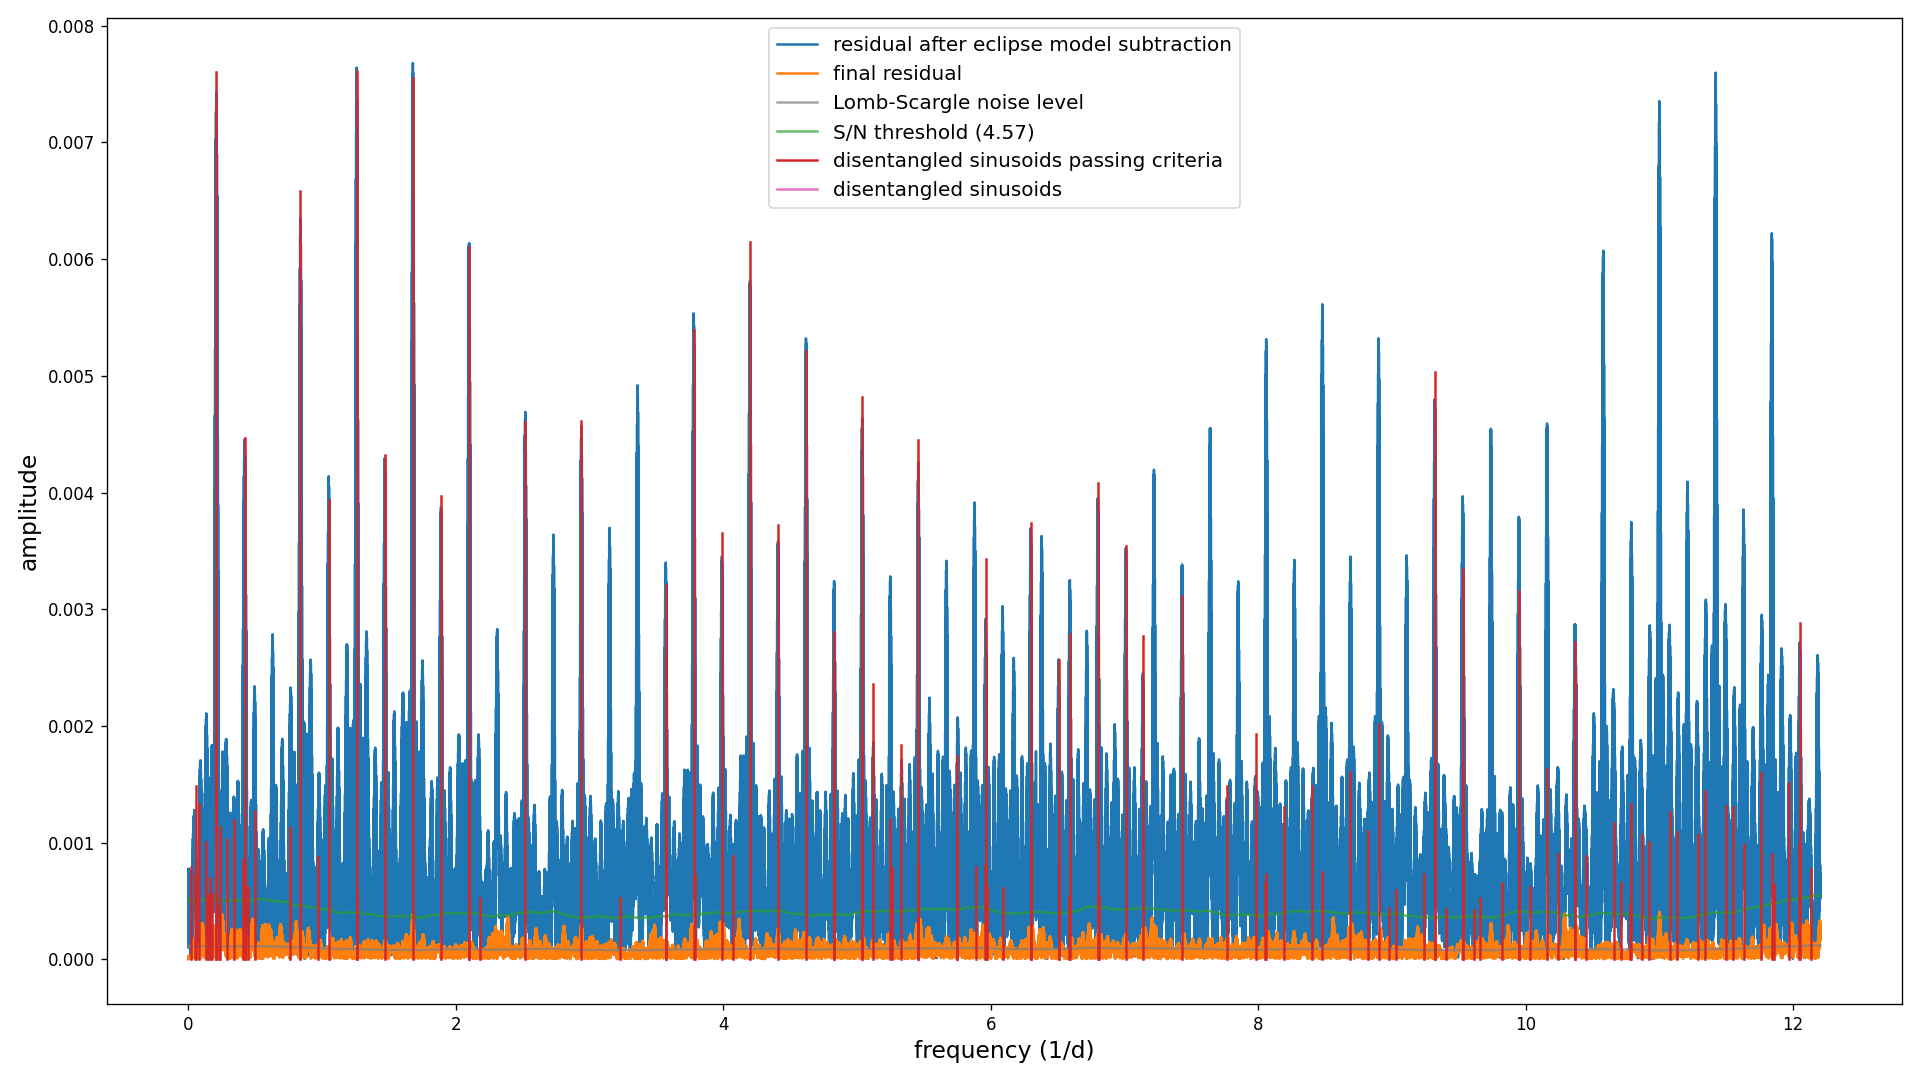 0.008
0.007
0.006
0.005
0.004
0.003
0.002
0.001
0.000
amplitude
residual after eclipse model subtraction
final residual
Lomb-Scargle noise level
S/N threshold (4.57)
disentangled sinusoids passing criteria
disentangled sinusoids
0 2 4 6 8 10 12
frequency (1/d)